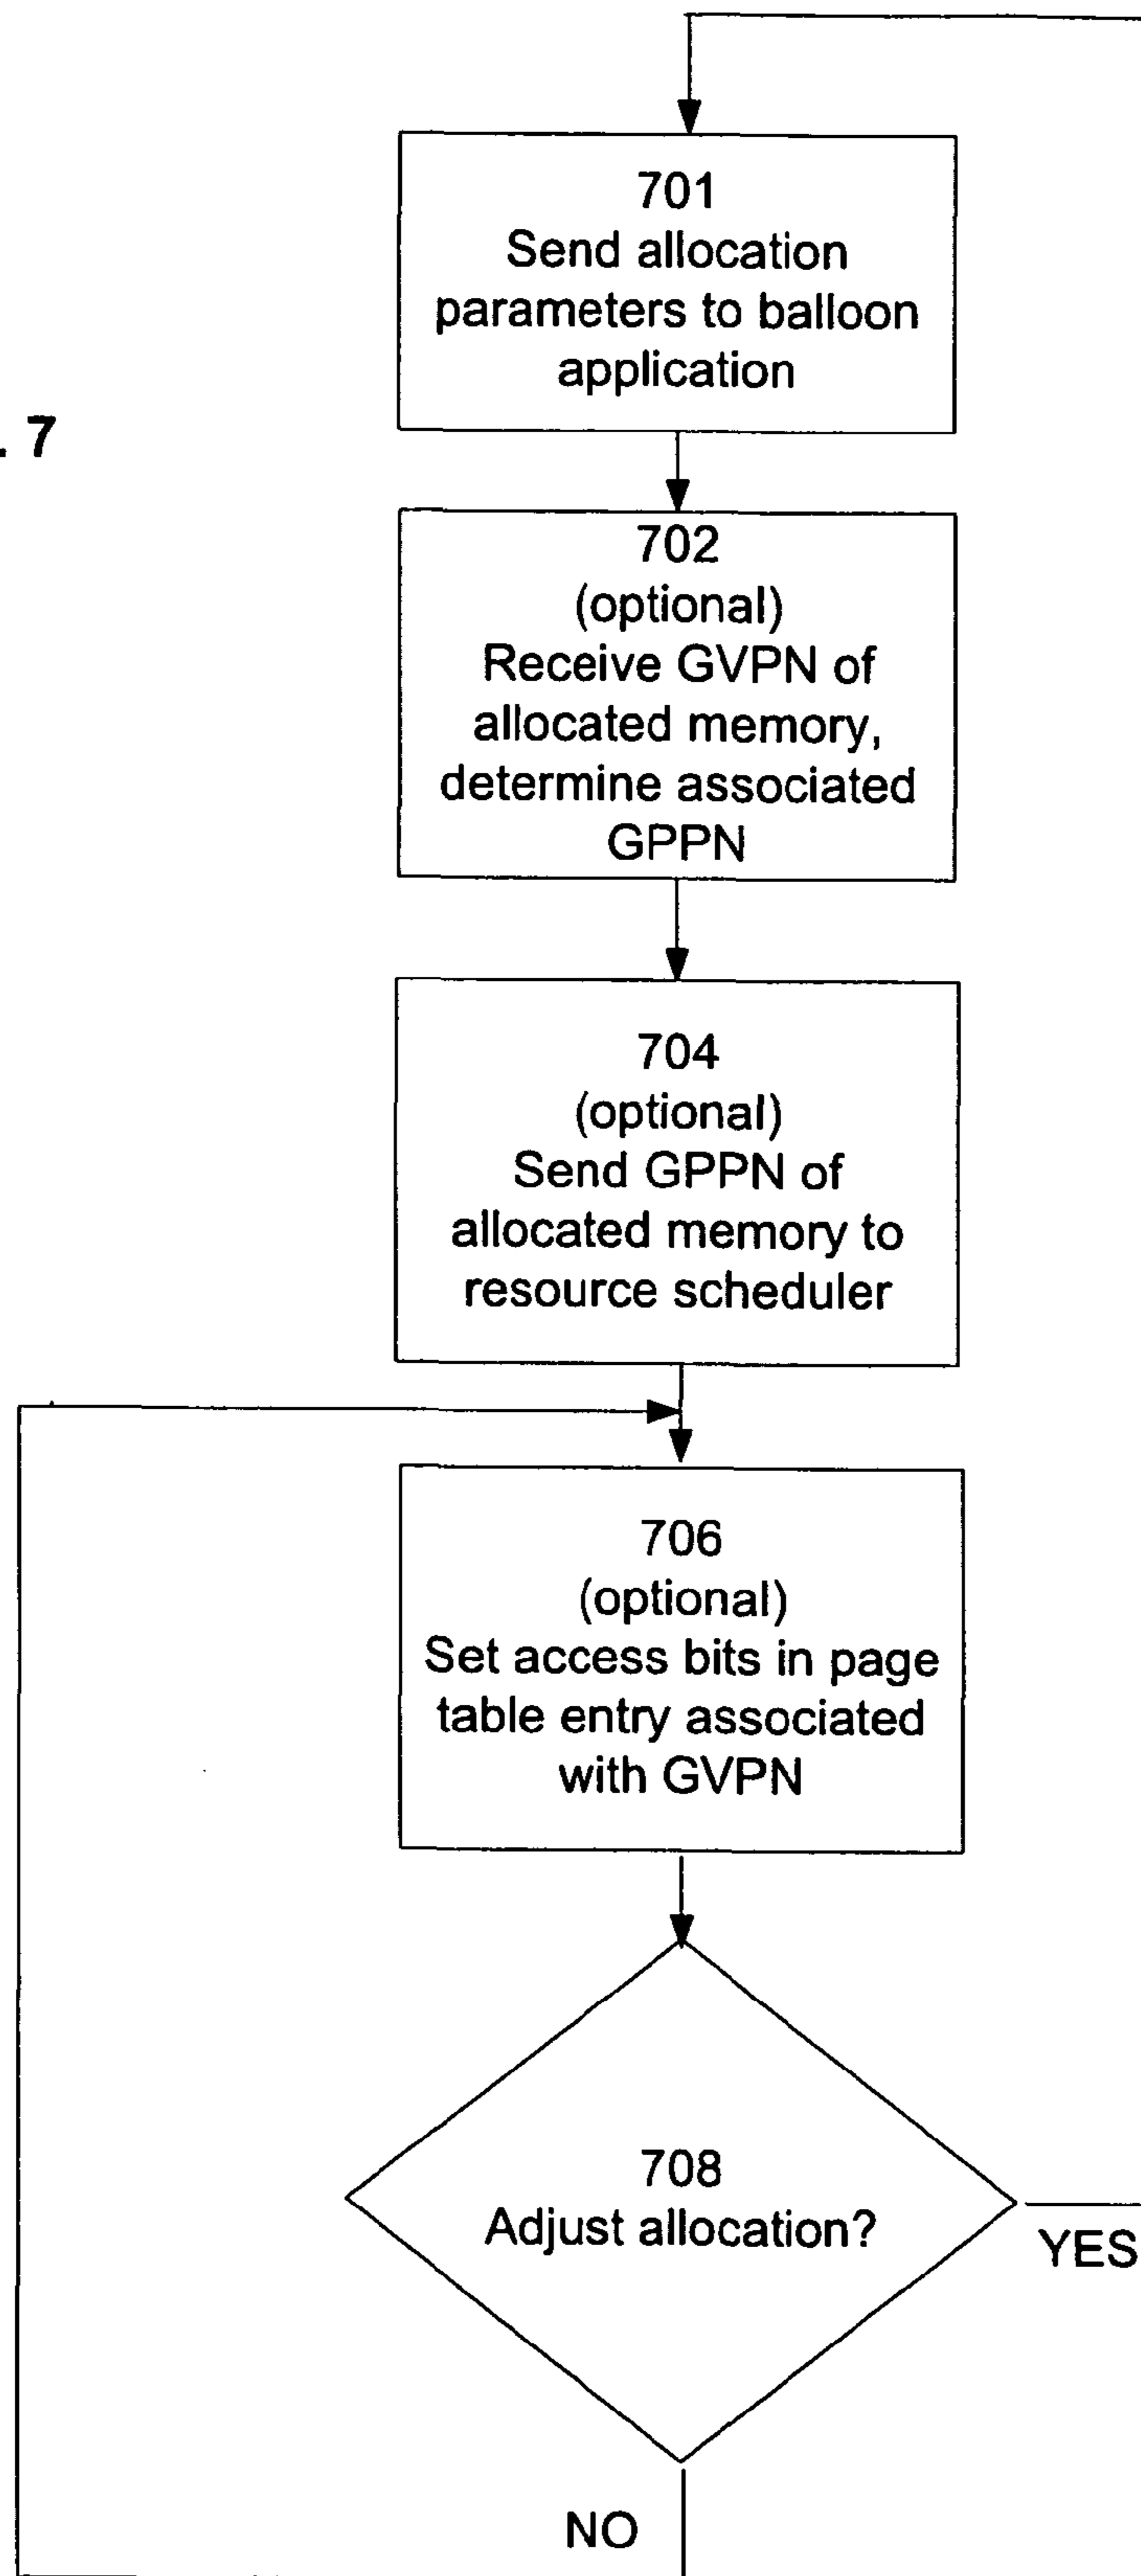 701
Send allocation
parameters to balloon
application
. 7
702
(optional)
Receive GVPN of
allocated memory,
determine associated
GPPN
704
(optional)
Send GPPN of
allocated memory to
resource scheduler
706
(optional)
Set access bits in page
table entry associated
with GVPN
708
Adjust allocation?
YES
NO